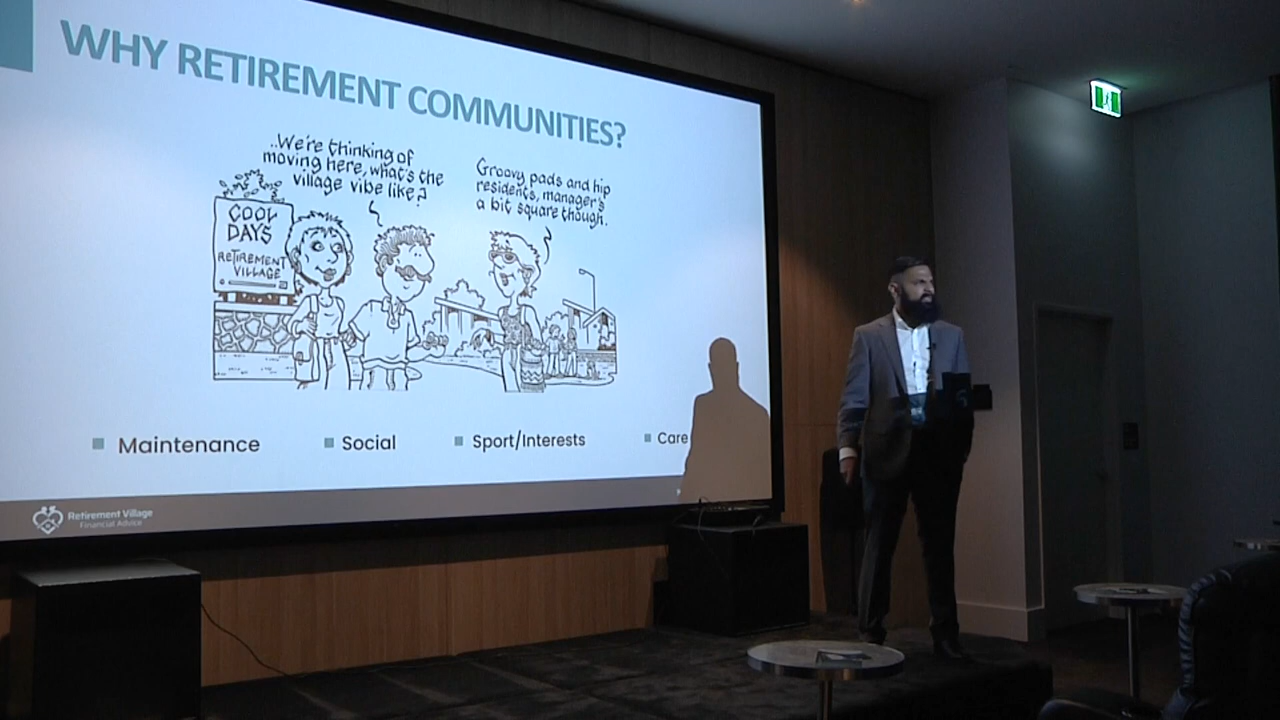 WHY RETIREMENT COMMUNITIES?
..We're thinking of
moving here, what's the
village vibe like?
Groovy pads and hip
residents, manager's
a bit square though.
COOL
DAYS
RETIREMENT
VILLAGE
Maintenance
Social
Sport/Interests
Care
Retirement Village
Financial Advice